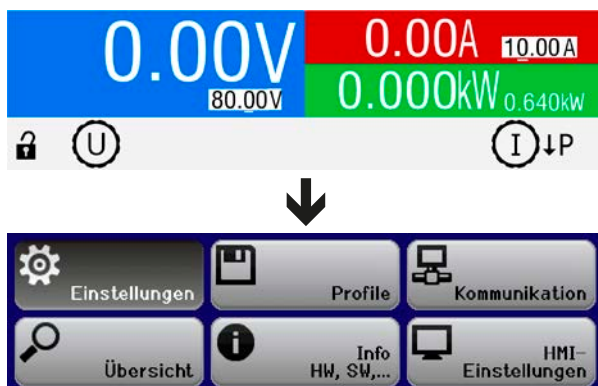 0.00V
80.00V
0.00A 10.00A
0.000kW 0.640kW
U
I ↓P
Einstellungen
Profile
Kommunikation
Übersicht
Info
HW, SW,...
HMI-
Einstellungen